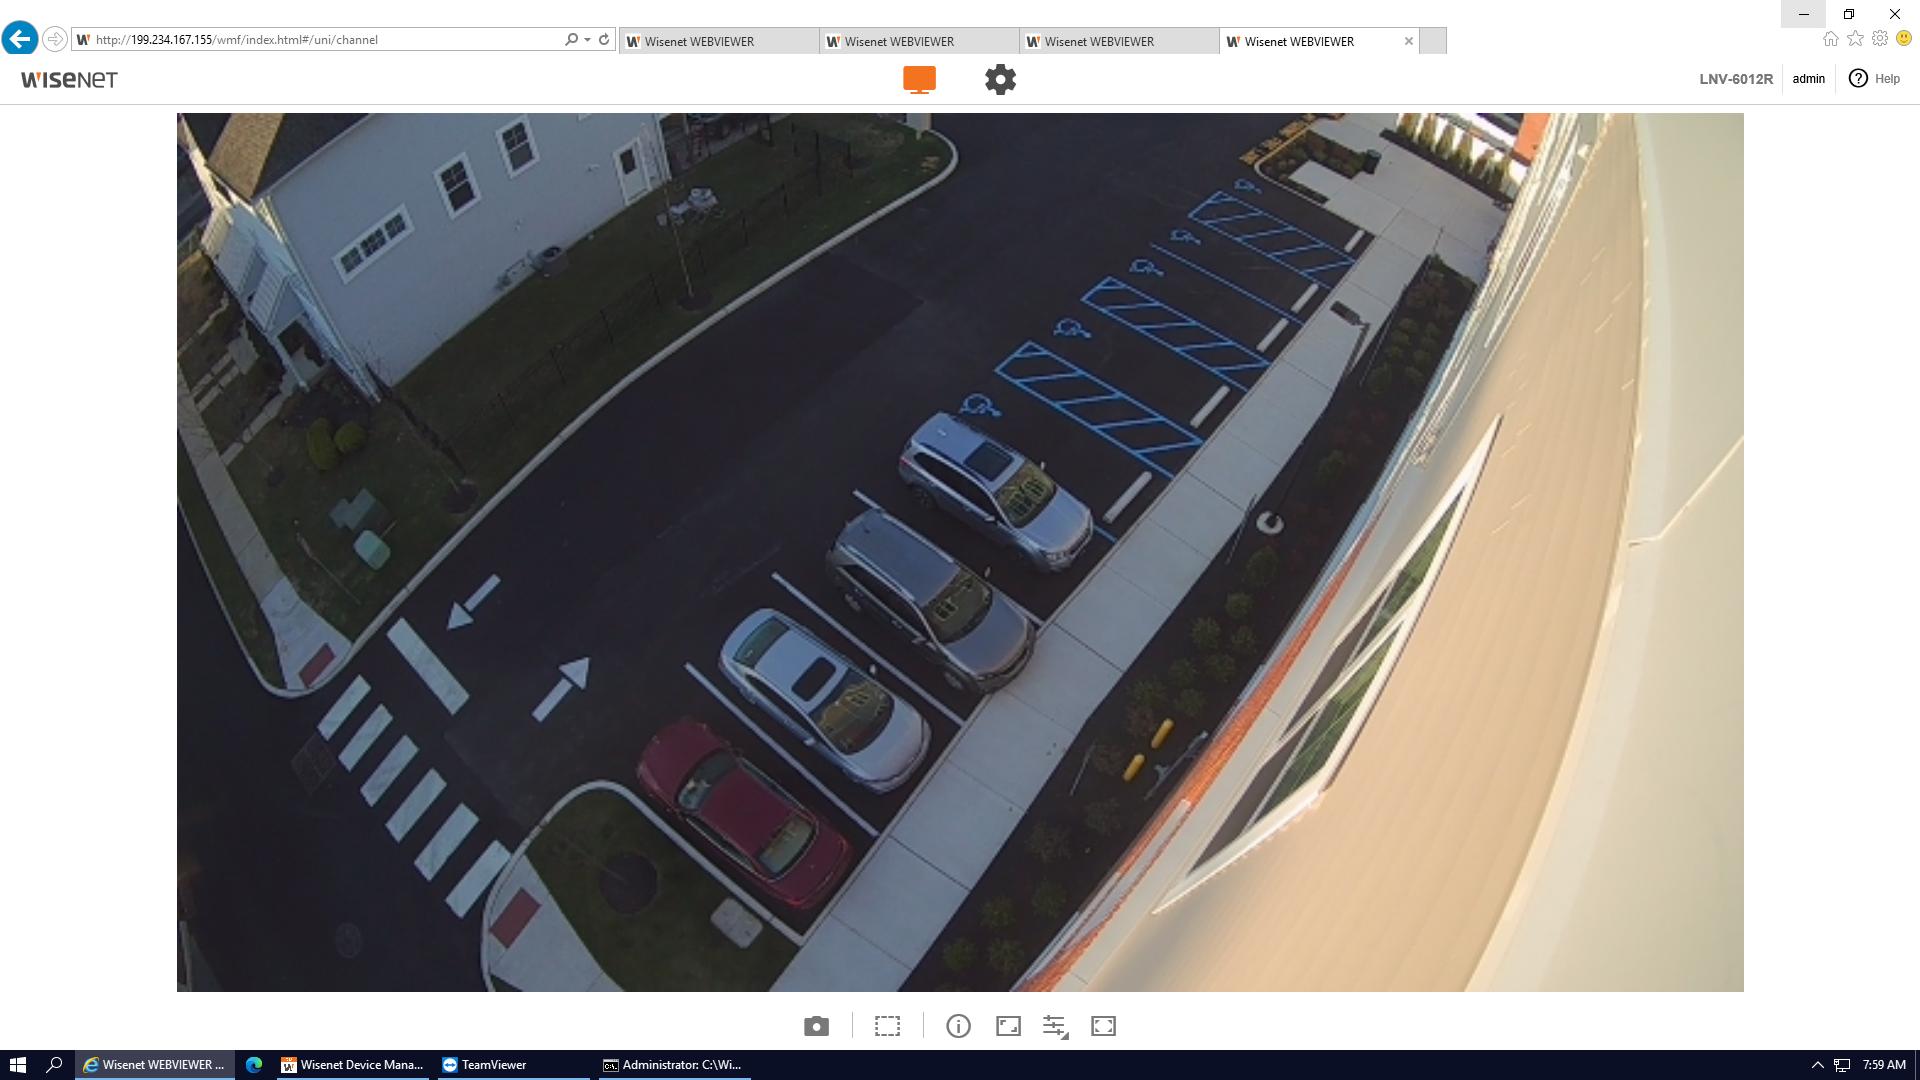 http://199.234.167.155/wmf/index.html#/uni/channel
Wisenet WEBVIEWER
Wisenet WEBVIEWER
Wisenet WEBVIEWER
Wisenet WEBVIEWER
WISENET
LNV-6012R
admin
? Help
Wisenet WEBVIEWER ...
Wisenet Device Mana...
TeamViewer
Administrator: C:\Wi...
7:59 AM